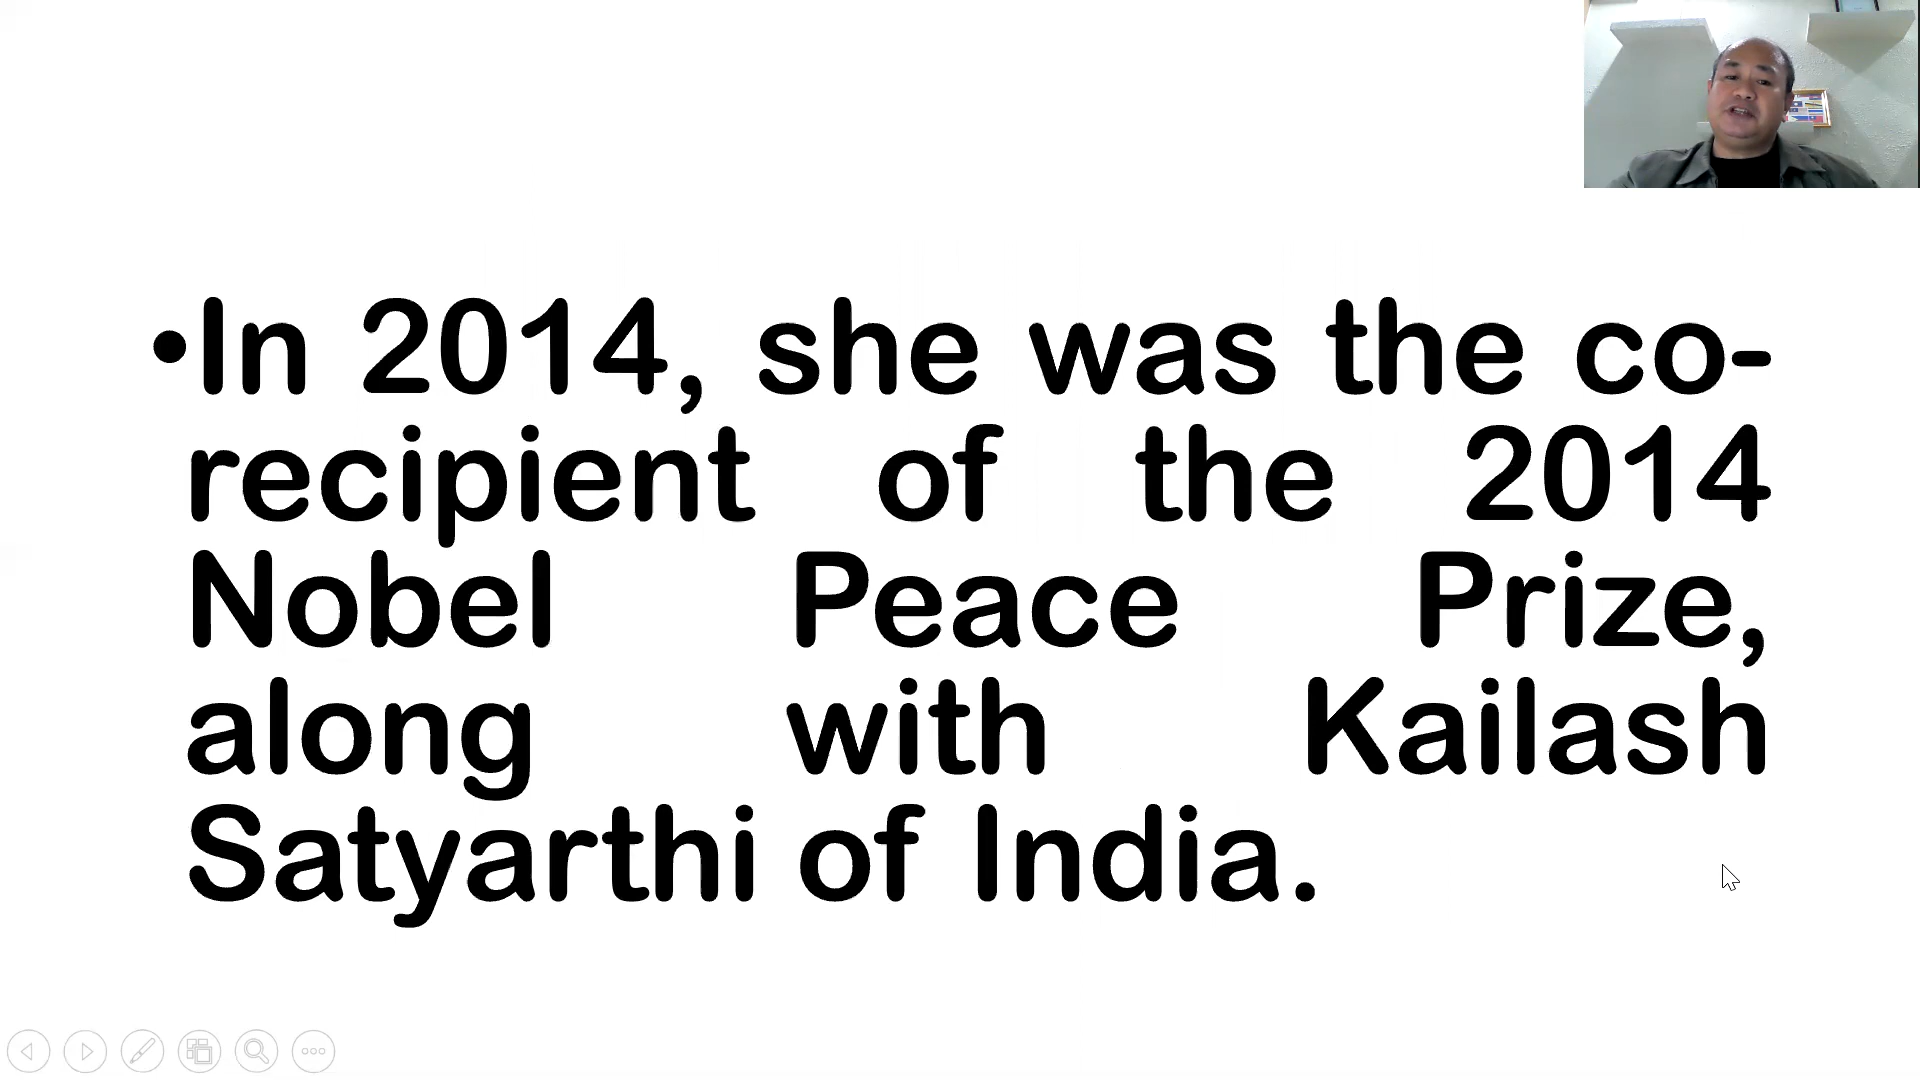 •In 2014, she was the co-
recipient of the 2014
Nobel Peace Prize,
along with Kailash
Satyarthi of India.